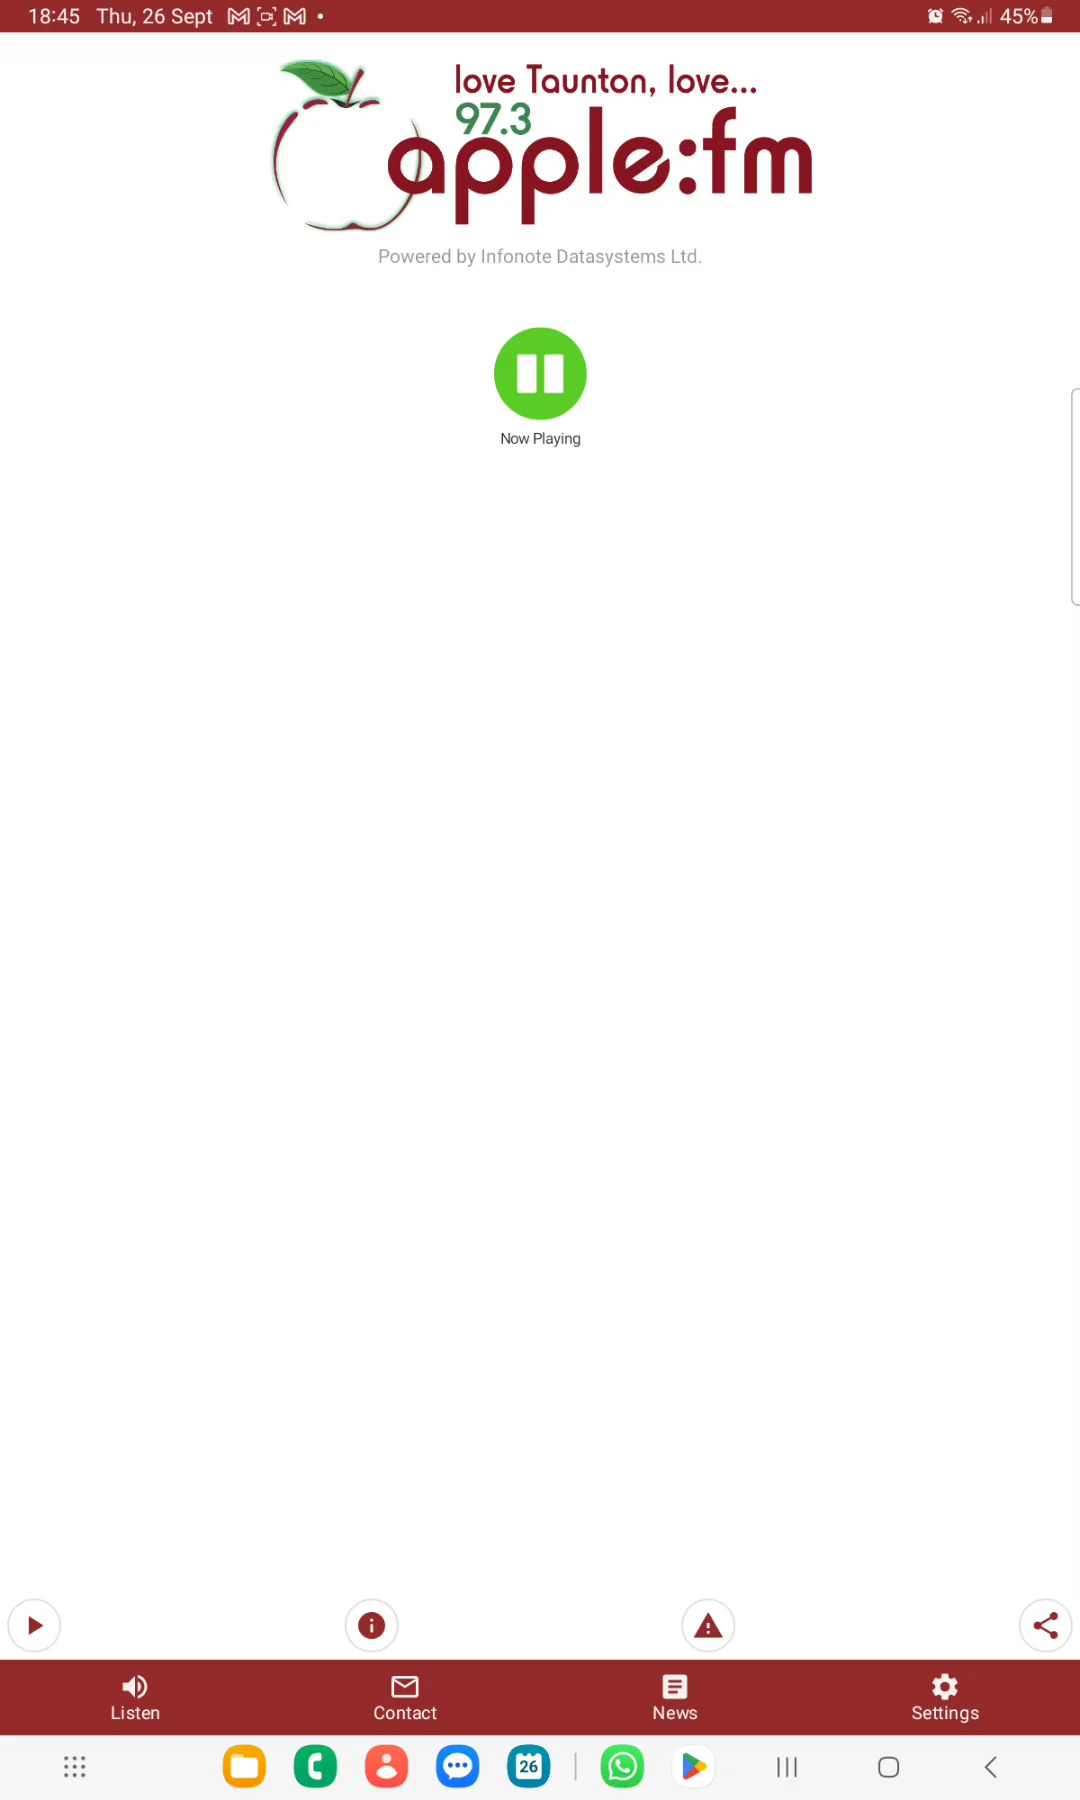 18:45 Thu, 26 Sept
45%
love Taunton, love...
97.3
apple:fm
Powered by Infonote Datasystems Ltd.
Now Playing
Listen
Contact
News
Settings
26